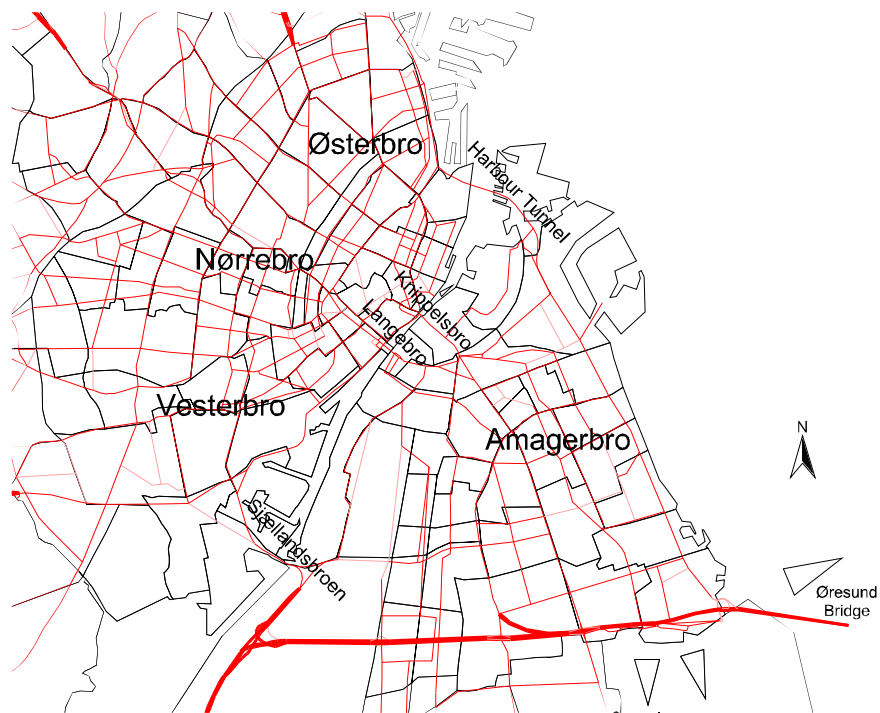 Østerbro
Harbour Tunnel
Nørrebro
Knippelsbro
Langebro
Vesterbro
Amagerbro
N
Sjællandsbroen
Øresund
Bridge